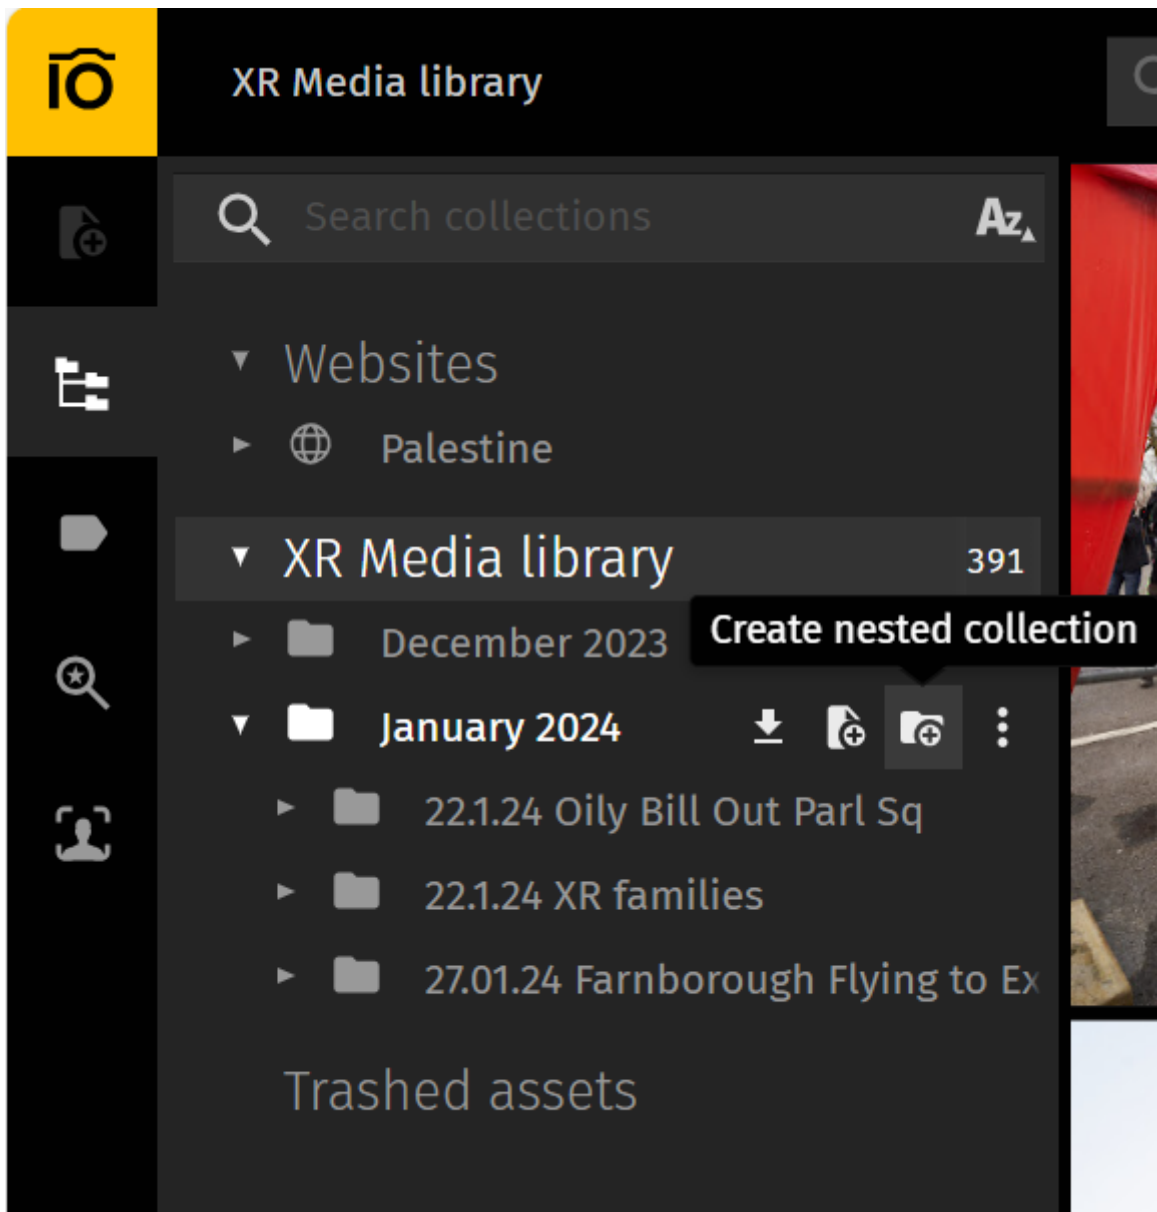 XR Media library
Search collections
Az
Websites
Palestine
XR Media library 391
Create nested collection
December 2023
January 2024
22.1.24 Oily Bill Out Parl Sq
22.1.24 XR families
27.01.24 Farnborough Flying to Ex
Trashed assets